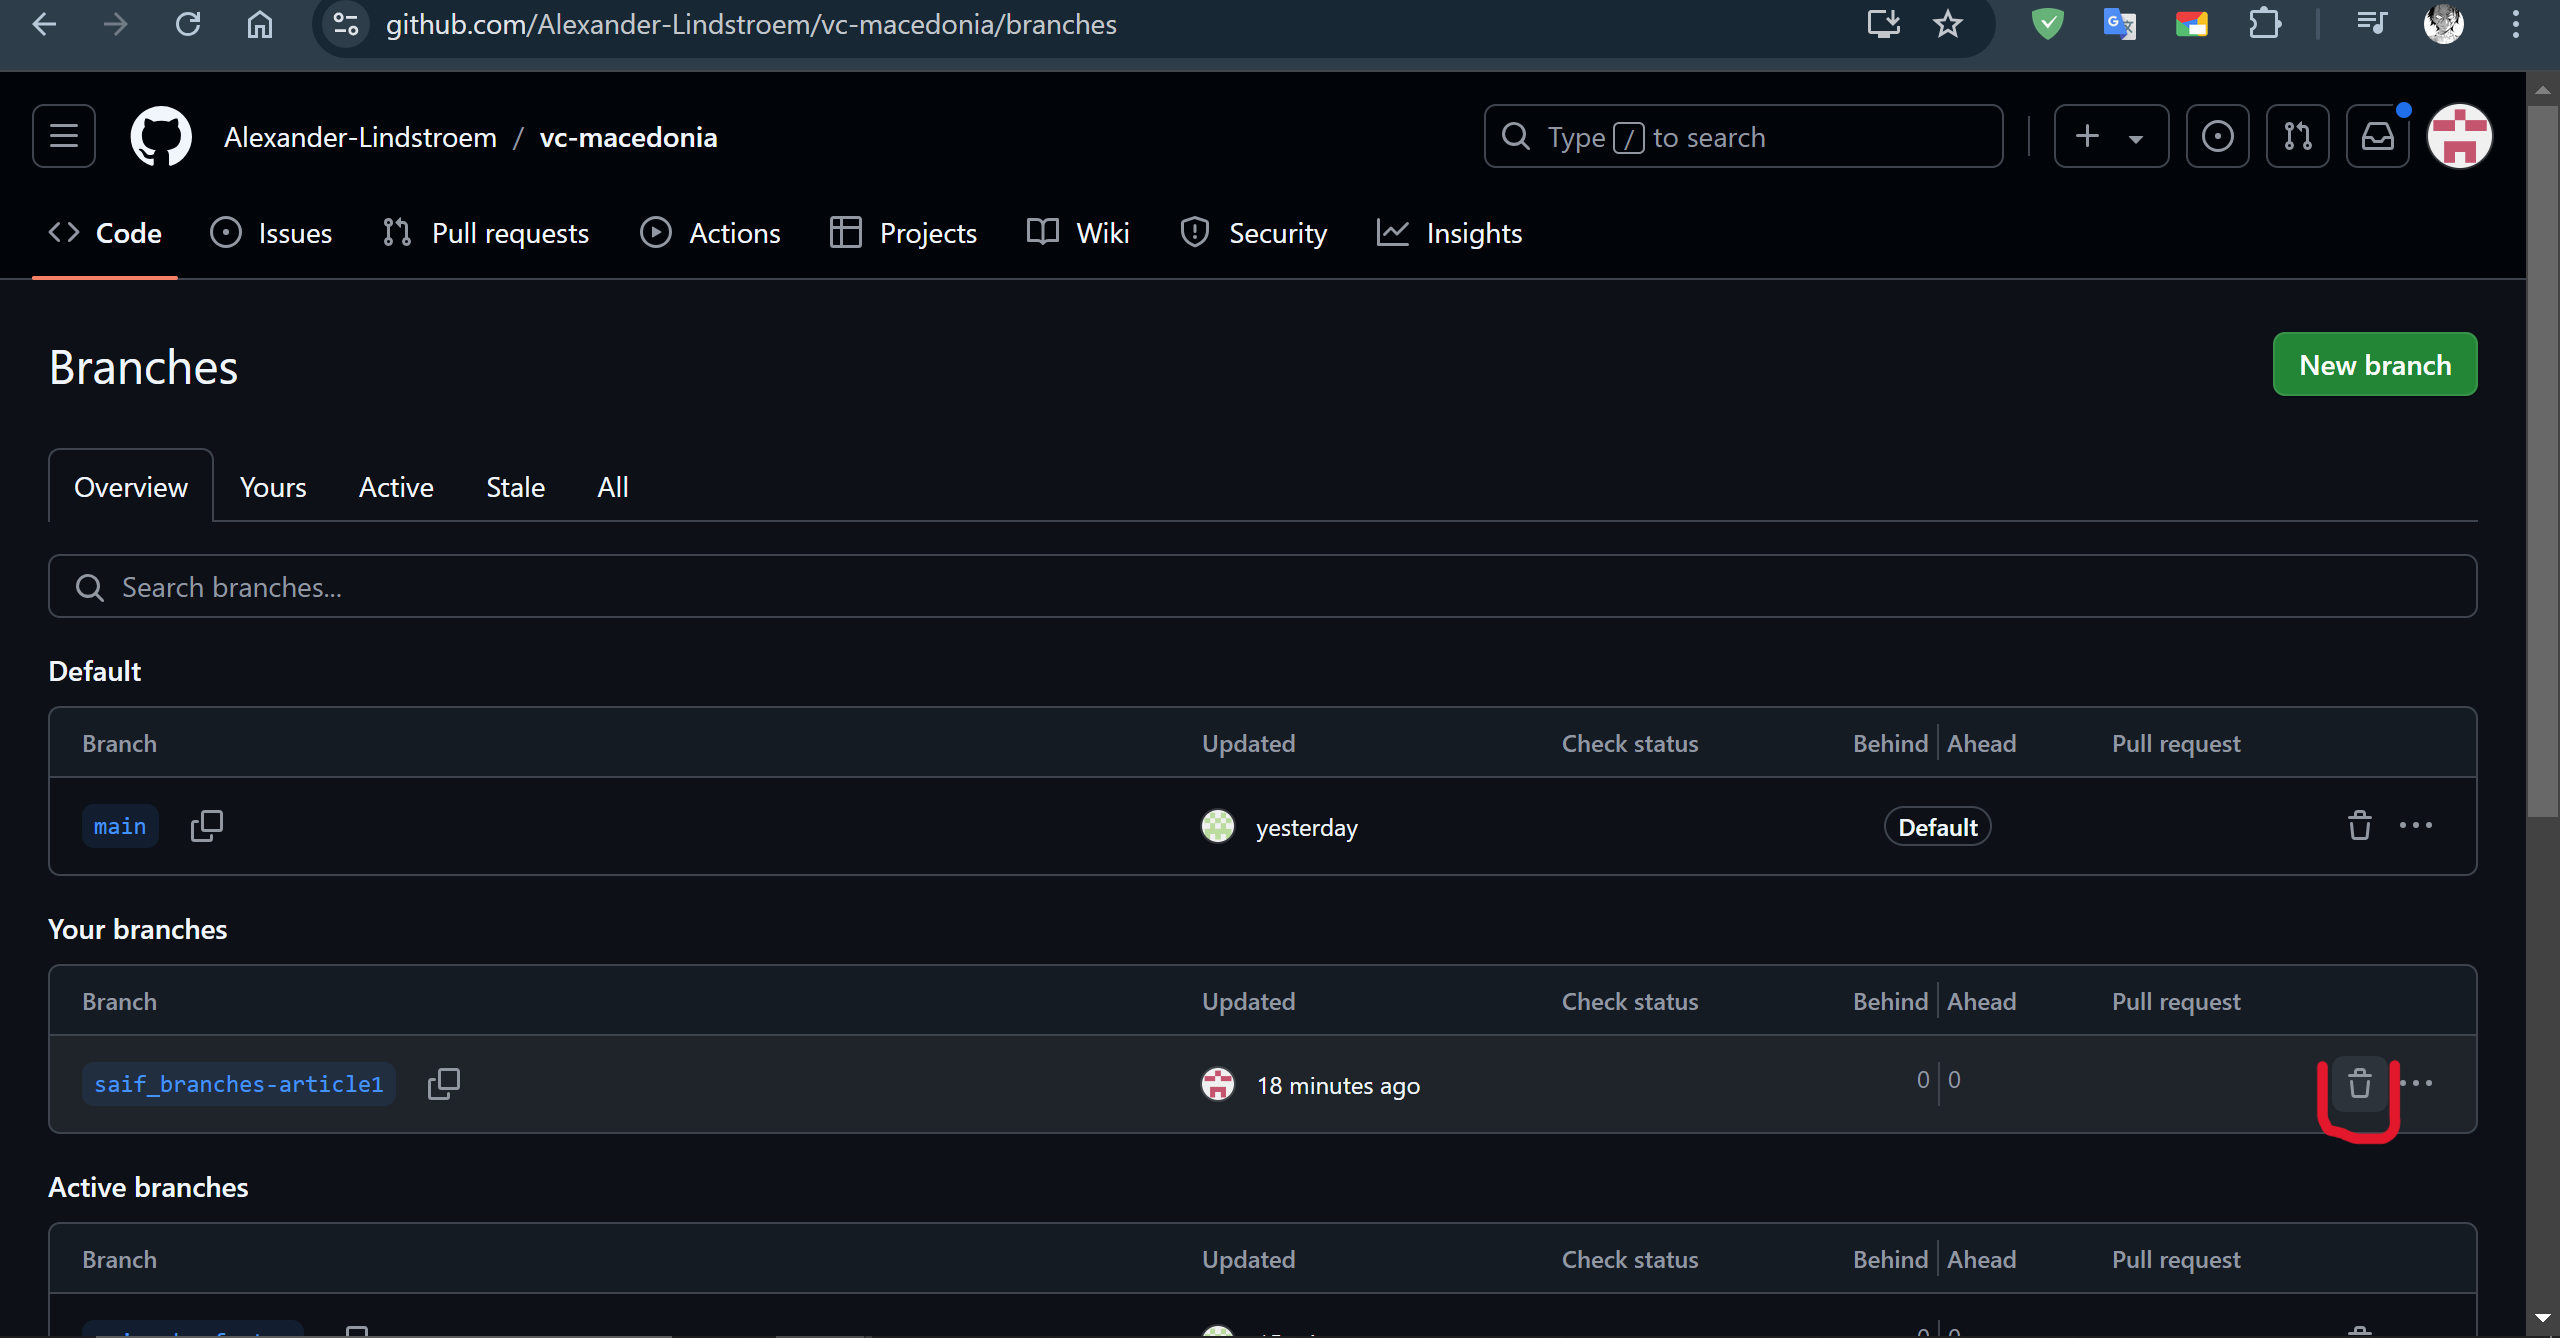 github.com/Alexander-Lindstroem/vc-macedonia/branches
Alexander-Lindstroem / vc-macedonia
Type / to search
Code Issues Pull requests Actions Projects Wiki Security Insights
Branches
New branch
Overview Yours Active Stale All
Search branches...
Default
Branch Updated Check status Behind Ahead Pull request
main yesterday Default
Your branches
Branch Updated Check status Behind Ahead Pull request
saif_branches-article1 18 minutes ago 0 0
Active branches
Branch Updated Check status Behind Ahead Pull request
0 0